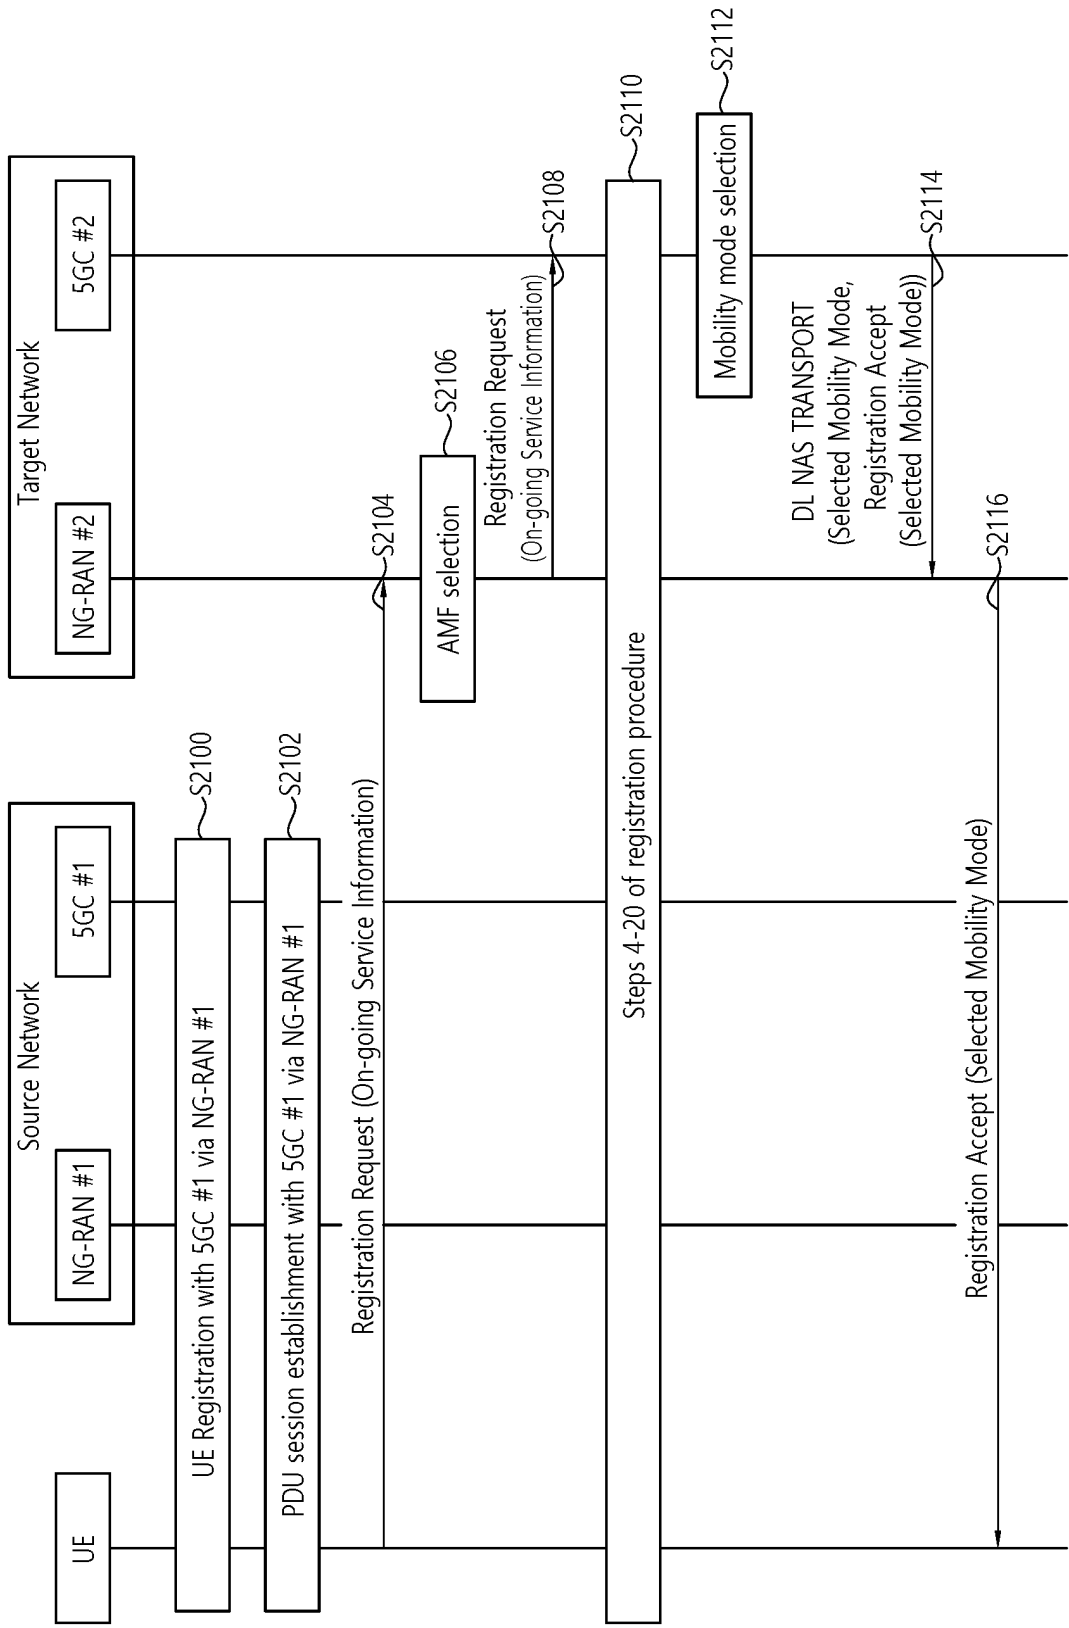 Source Network
Target Network
UE
NG-RAN #1
5GC #1
NG-RAN #2
5GC #2
UE Registration with 5GC #1 via NG-RAN #1
S2100
PDU session establishment with 5GC #1 via NG-RAN #1
S2102
Registration Request (On-going Service Information)
S2104
AMF selection
S2106
Registration Request
(On-going Service Information)
S2108
Steps 4-20 of registration procedure
S2110
Mobility mode selection
S2112
DL NAS TRANSPORT
(Selected Mobility Mode,
Registration Accept
(Selected Mobility Mode))
S2114
Registration Accept (Selected Mobility Mode)
S2116